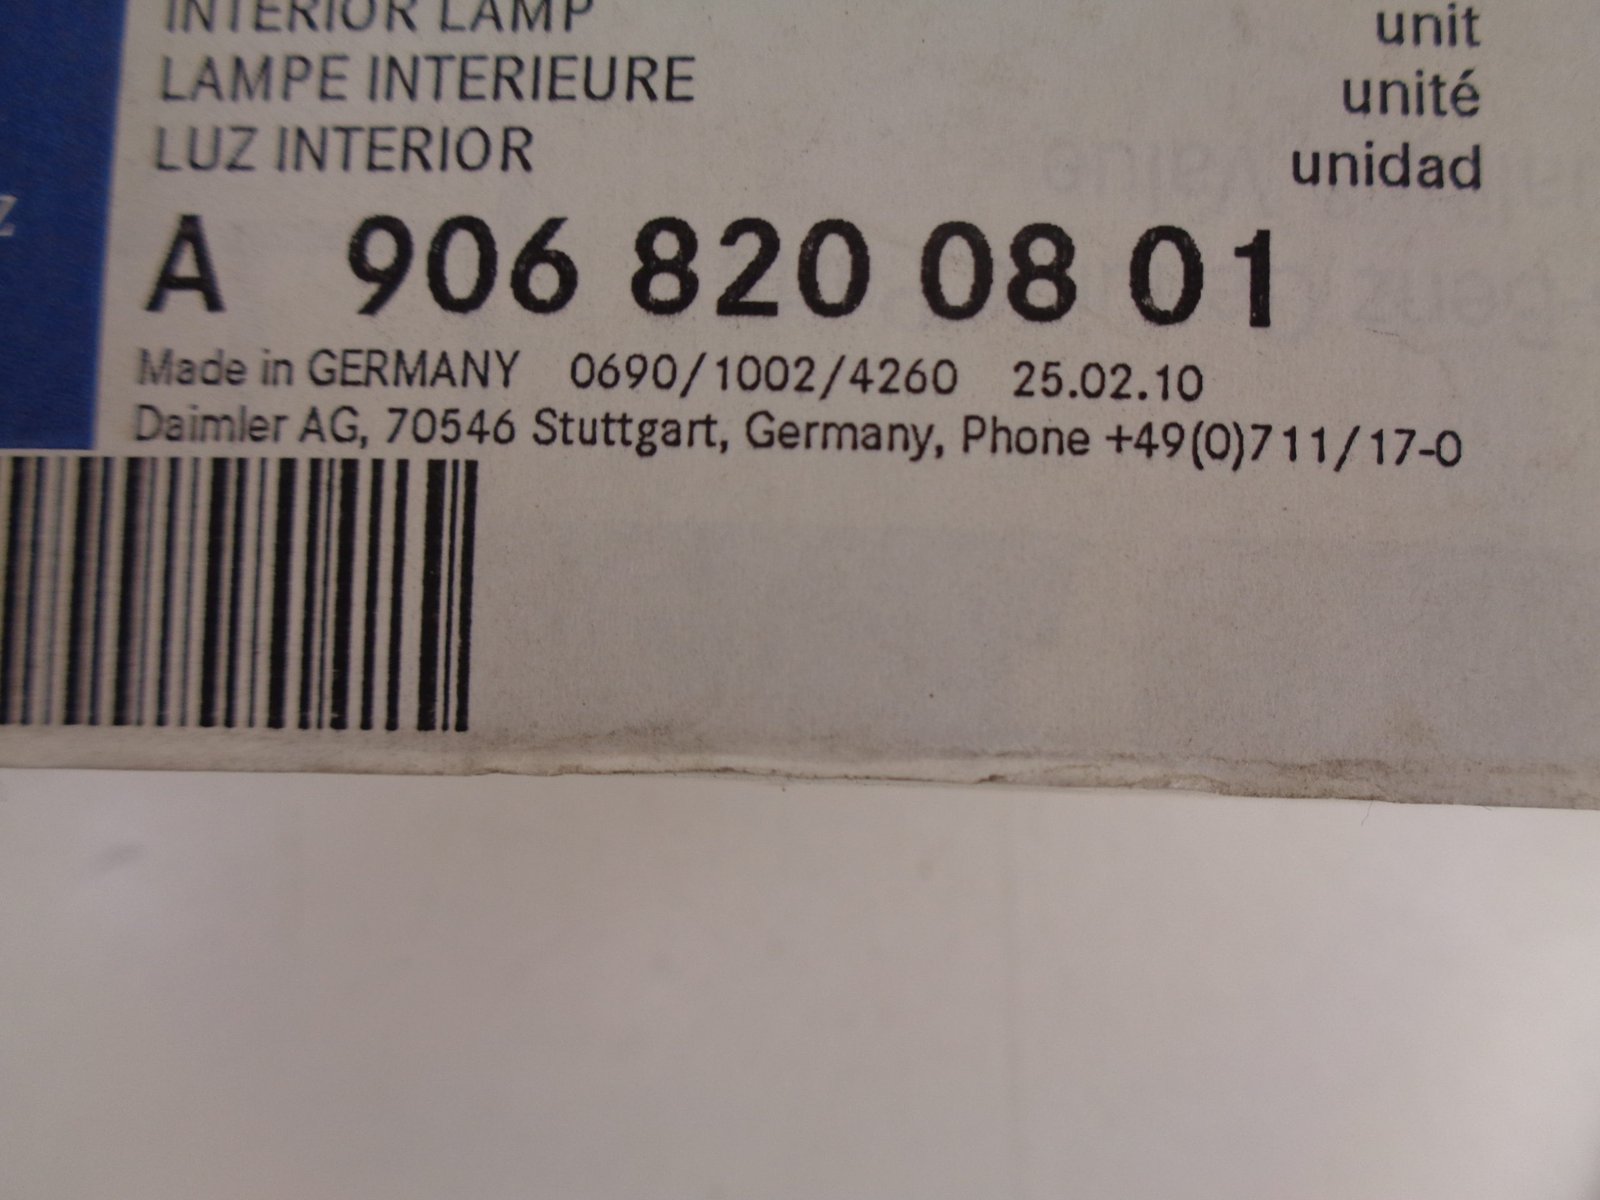 INTERIOR LAMP unit
LAMPE INTERIEURE unité
LUZ INTERIOR unidad
A 906 820 08 01
Made in GERMANY 0690/1002/4260 25.02.10
Daimler AG, 70546 Stuttgart, Germany, Phone +49(0)711/17-0